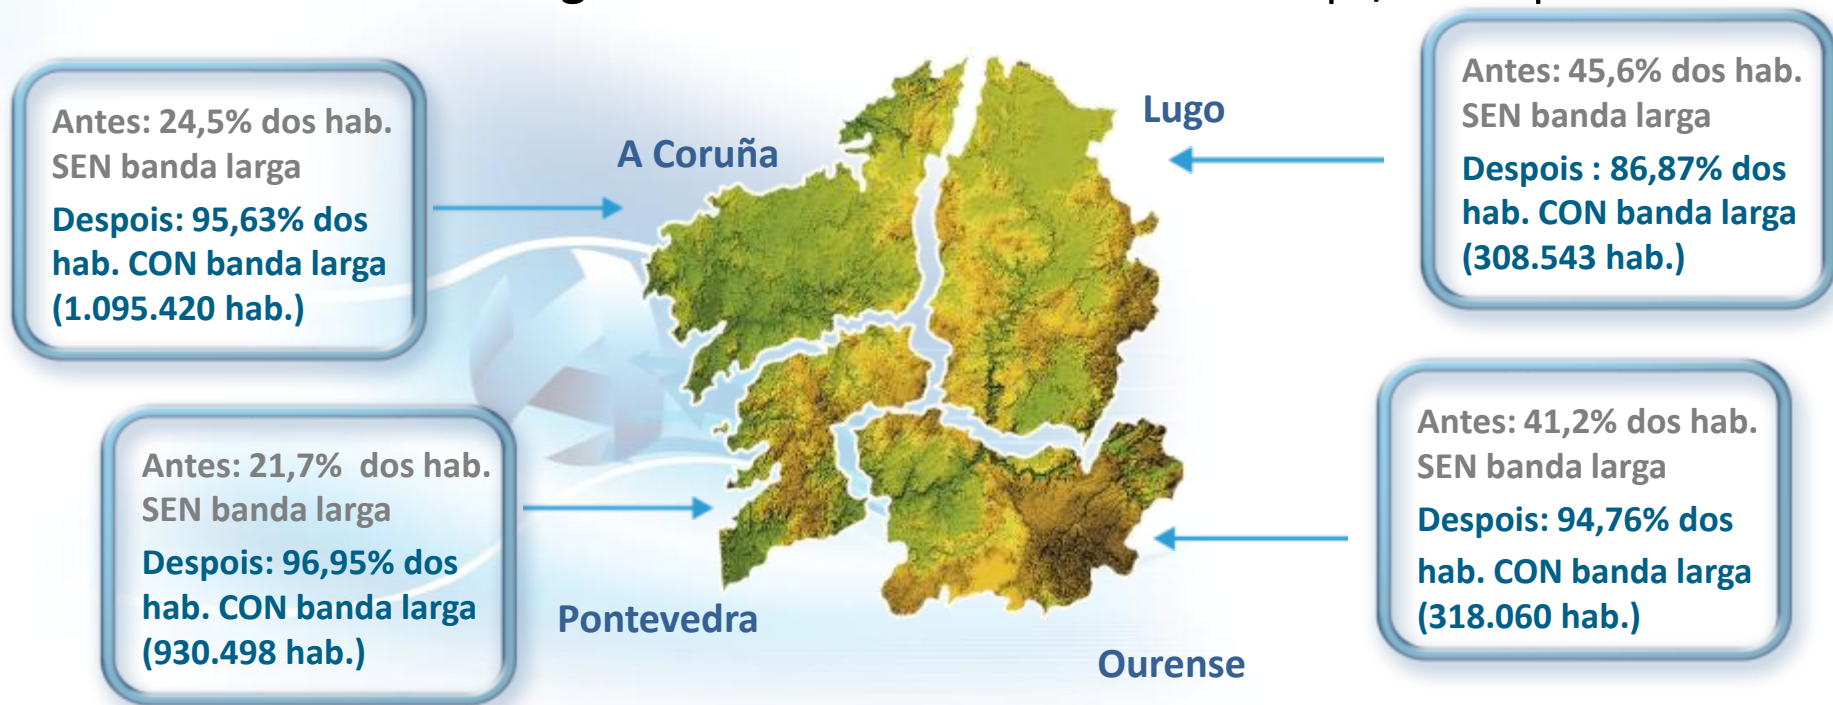 Antes: 24,5% dos hab.
SEN banda larga
Despois: 95,63% dos
hab. CON banda larga
(1.095.420 hab.)
A Coruña
Lugo
Antes: 45,6% dos hab.
SEN banda larga
Despois : 86,87% dos
hab. CON banda larga
(308.543 hab.)
Antes: 21,7% dos hab.
SEN banda larga
Despois: 96,95% dos
hab. CON banda larga
(930.498 hab.)
Pontevedra
Ourense
Antes: 41,2% dos hab.
SEN banda larga
Despois: 94,76% dos
hab. CON banda larga
(318.060 hab.)